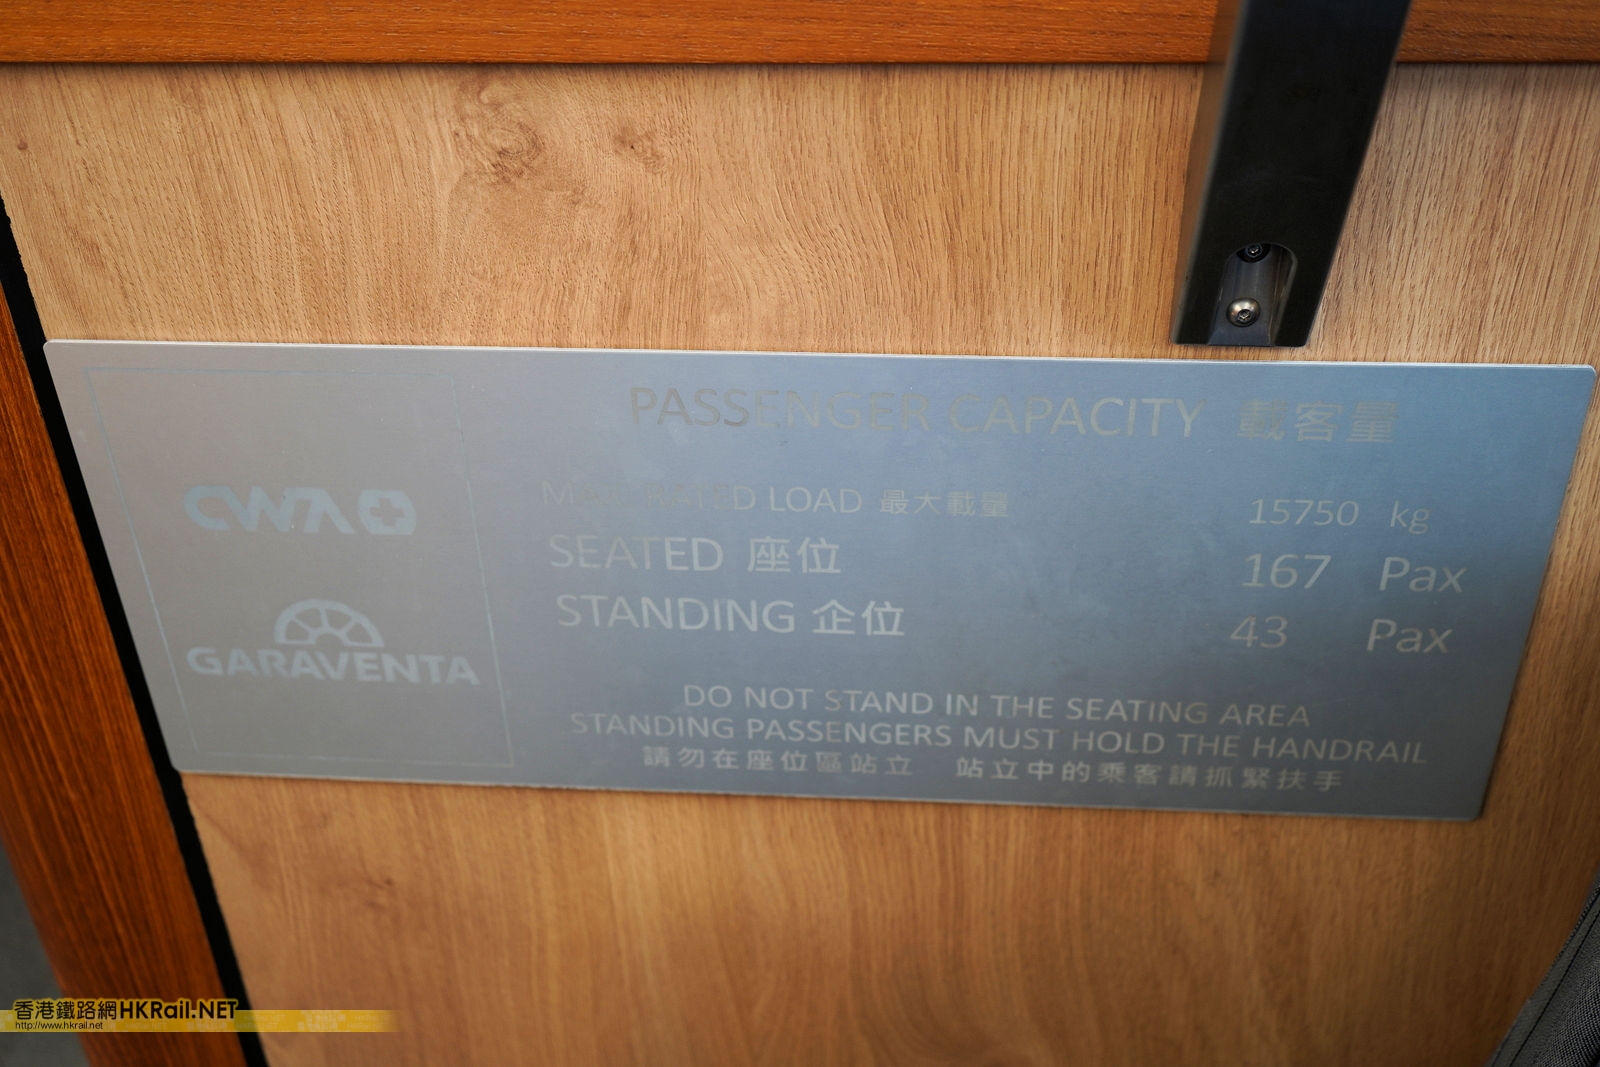 PASSENGER CAPACITY 載客量
CWA
GARAVENTA
MAX. RATED LOAD 最大載量 15750 kg
SEATED 座位 167 Pax
STANDING 企位 43 Pax
DO NOT STAND IN THE SEATING AREA
STANDING PASSENGERS MUST HOLD THE HANDRAIL
請勿在座位區站立 站立中的乘客請抓緊扶手
香港鐵路網HKRail.NET
http://www.hkrail.net